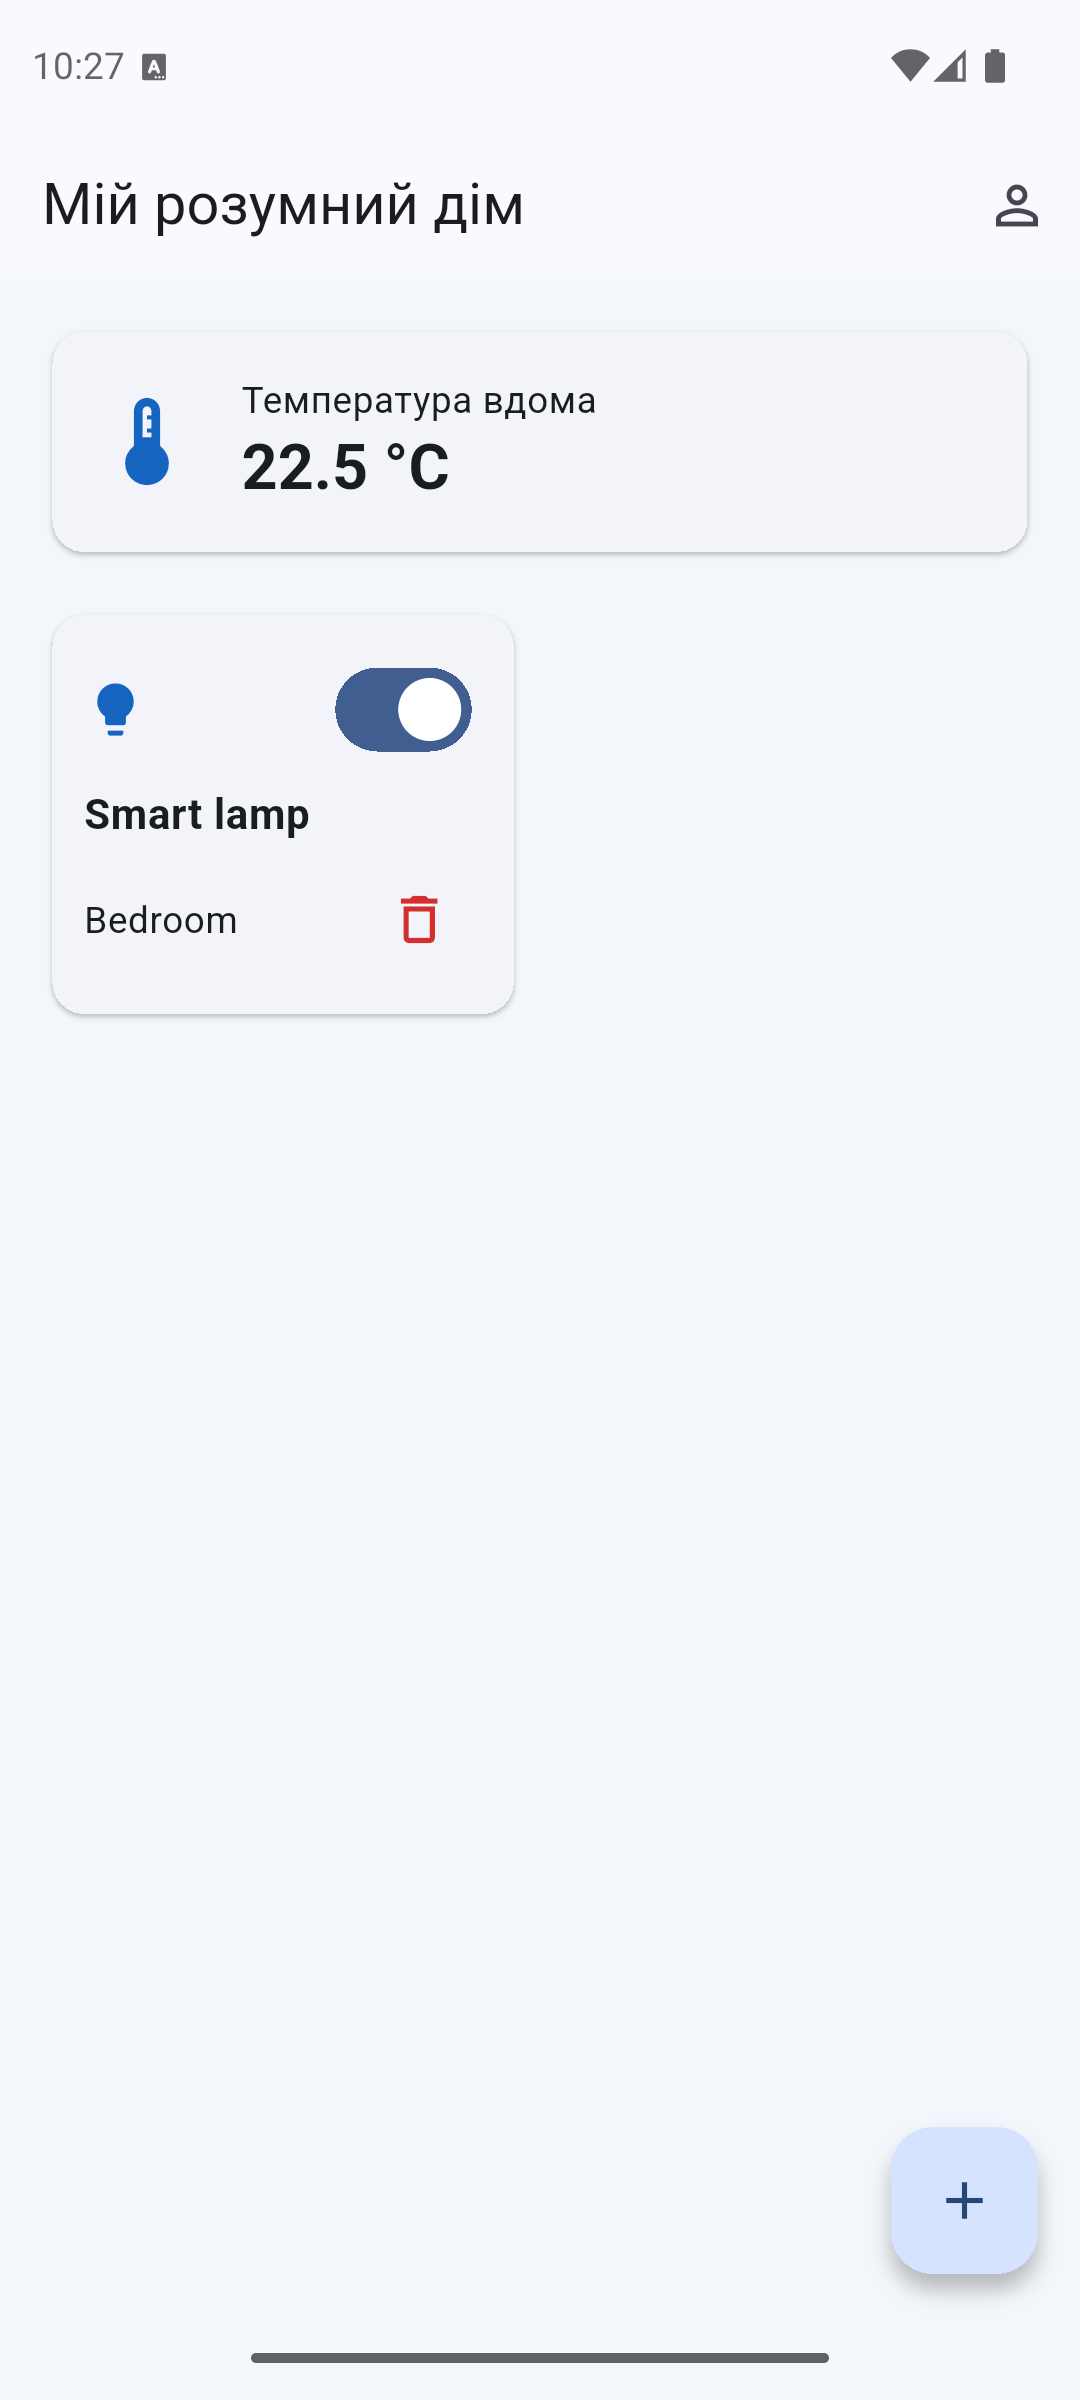 10:27
Мій розумний дім
Температура вдома
22.5 °C
Smart lamp
Bedroom